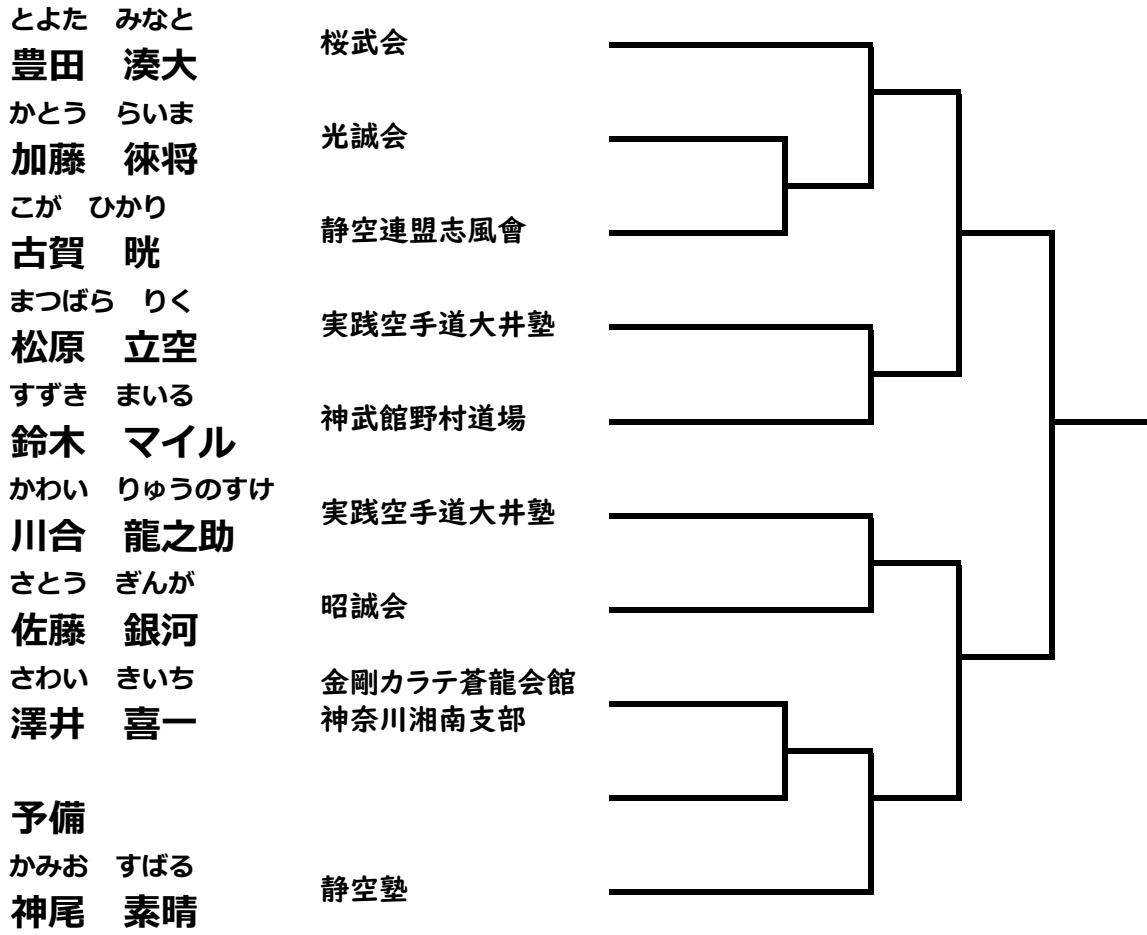 とよた　みなと
豊田　湊大
桜武会
かとう　らいま
加藤　徠将
光誠会
こが　ひかり
古賀　晄
静空連盟志風會
まつばら　りく
松原　立空
実践空手道大井塾
すずき　まいる
鈴木　マイル
神武館野村道場
かわい　りゅうのすけ
川合　龍之助
実践空手道大井塾
さとう　ぎんが
佐藤　銀河
昭誠会
さわい　きいち
澤井　喜一
金剛カラテ蒼龍会館
神奈川湘南支部
予備
かみお　すばる
神尾　素晴
静空塾